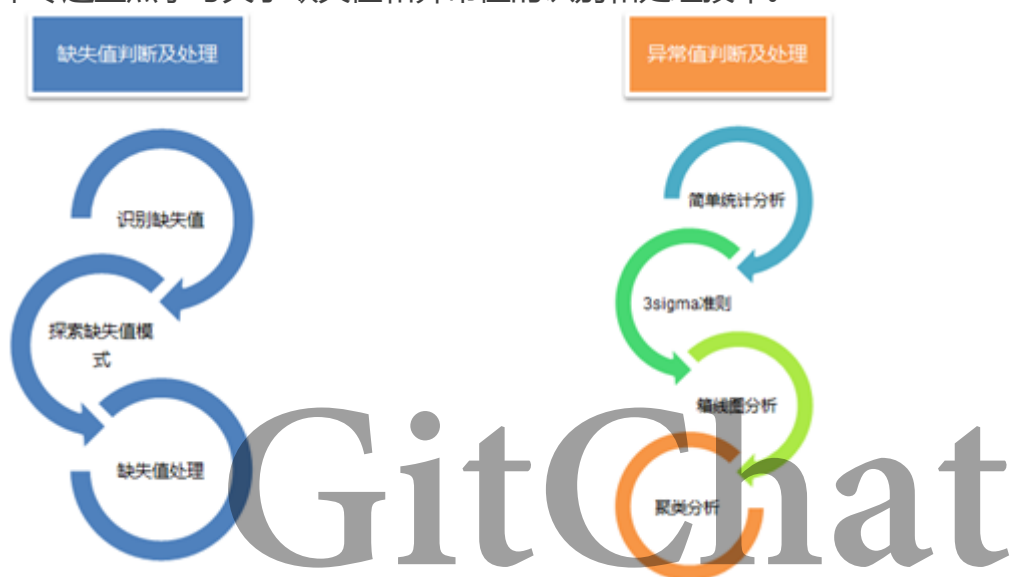 缺失值判断及处理
异常值判断及处理
识别缺失值
探索缺失值模
式
缺失值处理
简单统计分析
3sigma准则
箱线图分析
聚类分析
GitChat